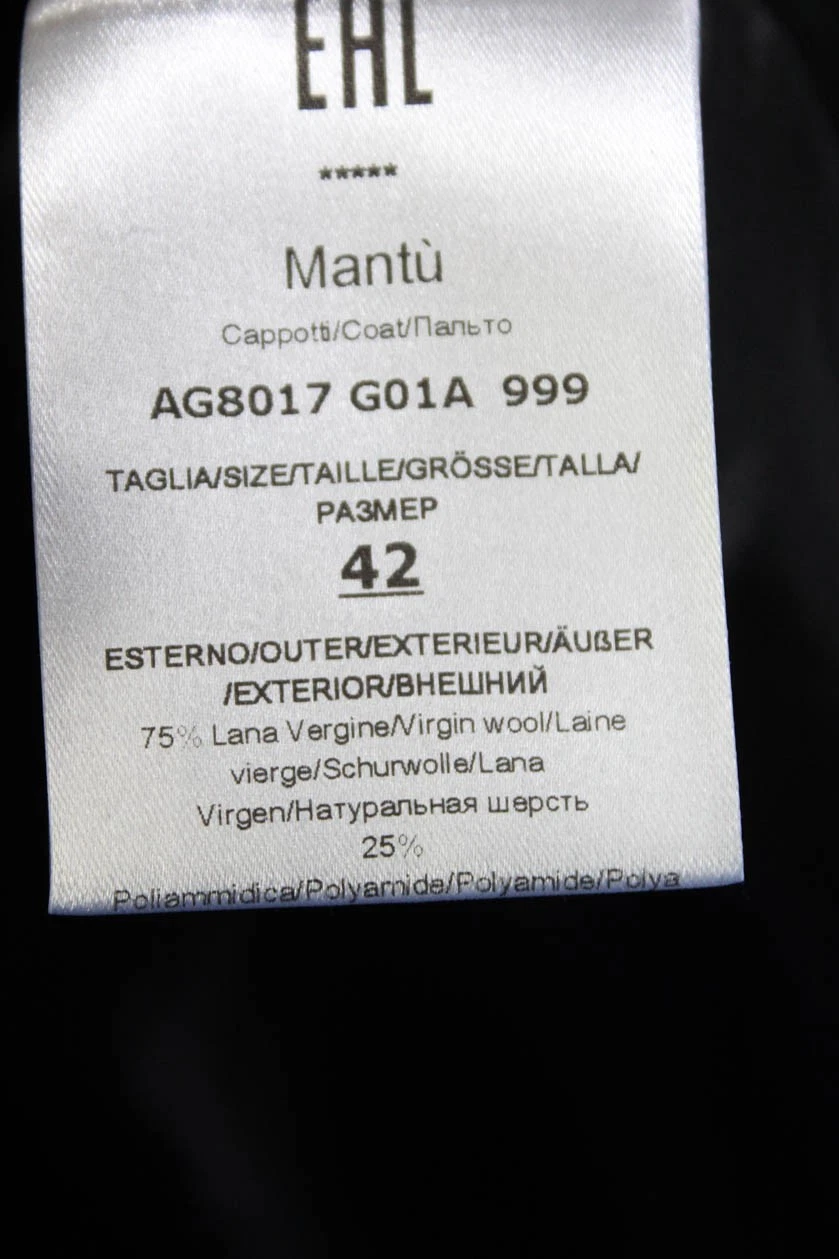 EAC
*****
Mantù
Cappotti/Coat/Пальто
AG8017 G01A 999
TAGLIA/SIZE/TAILLE/GRÖSSE/TALLA/
РАЗМЕР
42
ESTERNO/OUTER/EXTERIEUR/ÄUßER
/EXTERIOR/ВНЕШНИЙ
75% Lana Vergine/Virgin wool/Laine
vierge/Schurwolle/Lana
Virgen/Натуральная шерсть
25%
Poliammidica/Polyamide/Polyamide/Polya